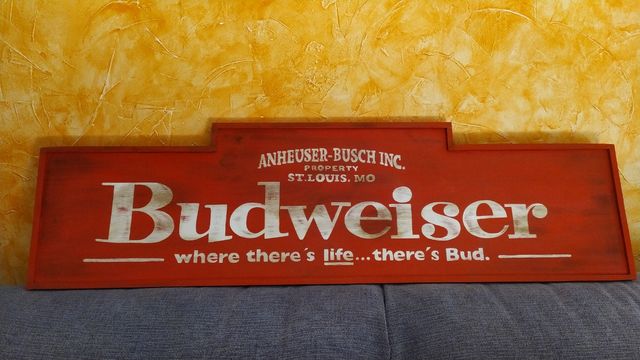 ANHEUSER-BUSCH INC.
PROPERTY
ST.LOUIS. MO
Budweiser
where there's life...there's Bud.